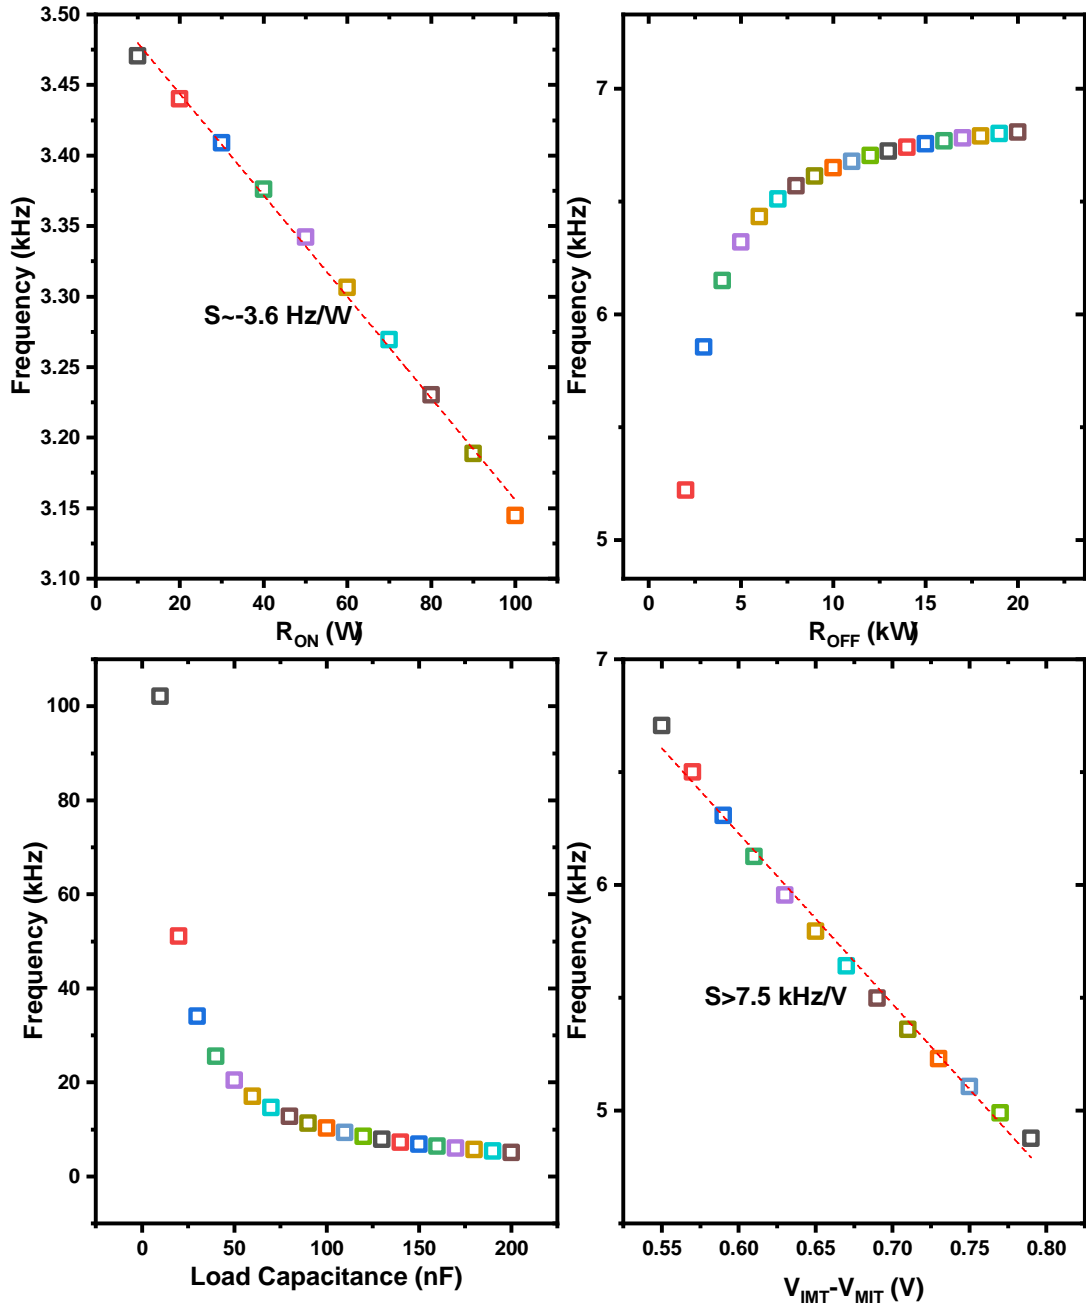 3.50
3.45
3.40
3.35
3.30
3.25
3.20
3.15
3.10
Frequency (kHz)
S~-3.6 Hz/W
0 20 40 60 80 100
R_ON (W)
7
6
5
Frequency (kHz)
0 5 10 15 20
R_OFF (kW)
100
80
60
40
20
0
Frequency (kHz)
0 50 100 150 200
Load Capacitance (nF)
7
6
5
Frequency (kHz)
S>7.5 kHz/V
0.55 0.60 0.65 0.70 0.75 0.80
V_IMT-V_MIT (V)